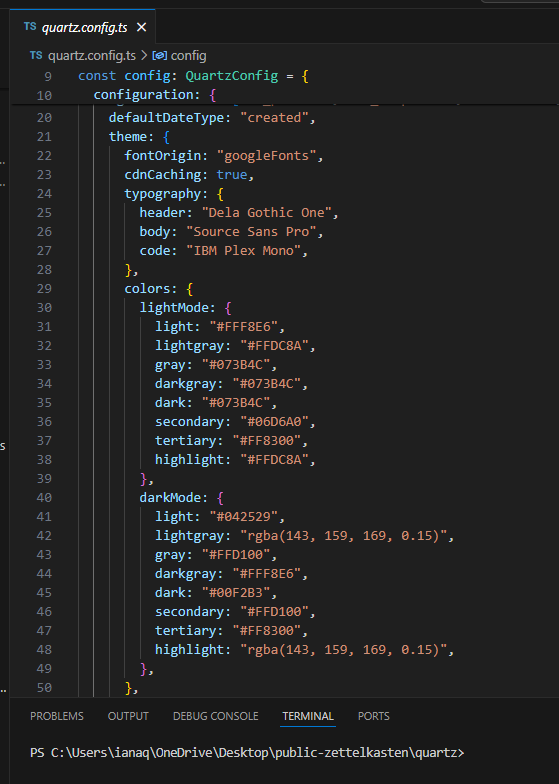 TS quartz.config.ts ×
TS quartz.config.ts > config
9 const config: QuartzConfig = {
10 configuration: {
20 defaultDateType: "created",
21 theme: {
22 fontOrigin: "googleFonts",
23 cdnCaching: true,
24 typography: {
25 header: "Dela Gothic One",
26 body: "Source Sans Pro",
27 code: "IBM Plex Mono",
28 },
29 colors: {
30 lightMode: {
31 light: "#FFF8E6",
32 lightgray: "#FFDC8A",
33 gray: "#073B4C",
34 darkgray: "#073B4C",
35 dark: "#073B4C",
36 secondary: "#06D6A0",
37 tertiary: "#FF8300",
38 highlight: "#FFDC8A",
39 },
40 darkMode: {
41 light: "#042529",
42 lightgray: "rgba(143, 159, 169, 0.15)",
43 gray: "#FFD100",
44 darkgray: "#FFF8E6",
45 dark: "#00F2B3",
46 secondary: "#FFD100",
47 tertiary: "#FF8300",
48 highlight: "rgba(143, 159, 169, 0.15)",
49 },
50 },
PROBLEMS OUTPUT DEBUG CONSOLE TERMINAL PORTS
PS C:\Users\ianaq\OneDrive\Desktop\public-zettelkasten\quartz>